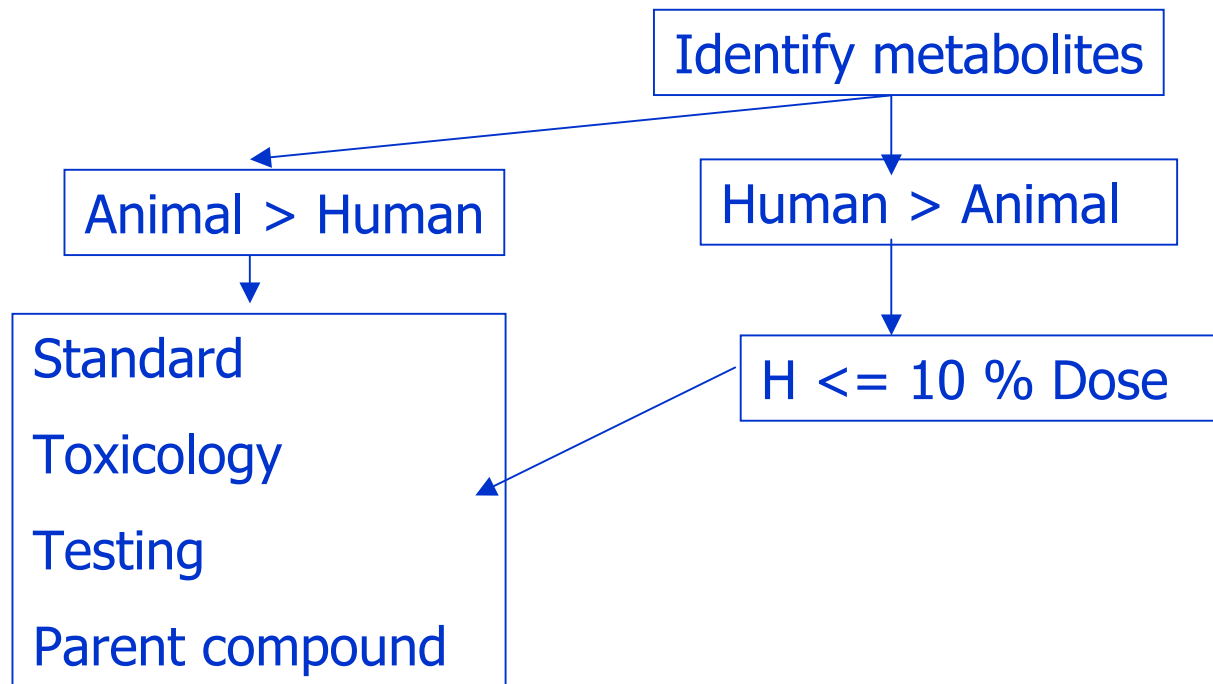 Identify metabolites
Animal > Human
Human > Animal
Standard
Toxicology
Testing
Parent compound
H <= 10 % Dose